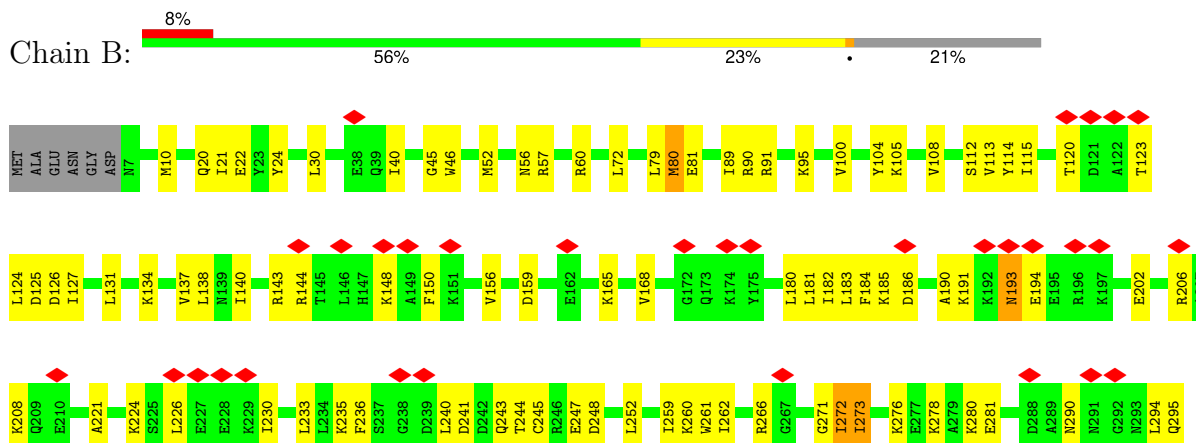 8%
Chain B:
56% 23% . 21%
MET ALA GLU ASN GLY ASP N7 M10 Q20 I21 E22 Y23 Y24 L30 E38 Q39 I40 G45 W46 M52 N56 R57 R60 L72 L79 M80 E81 I89 R90 R91 K95 V100 Y104 K105 V108 S112 V113 Y114 I115 T120 D121 A122 T123
L124 D125 D126 I127 L131 K134 V137 L138 N139 I140 R143 R144 T145 L146 H147 K148 A149 F150 K151 V156 D159 E162 K165 V168 G172 Q173 K174 Y175 L180 L181 I182 L183 F184 K185 D186 A190 K191 K192 N193 E194 E195 R196 K197 E202 R206
K208 Q209 E210 A221 K224 S225 L226 E227 E228 K229 I230 L233 L234 K235 F236 S237 G238 D239 L240 D241 D242 Q243 T244 C245 R246 E247 D248 L252 I259 K260 W261 I262 R266 A267 G271 I272 I273 K276 E277 K278 A279 K280 E281 D288 A289 N290 N291 G292 N293 L294 Q295